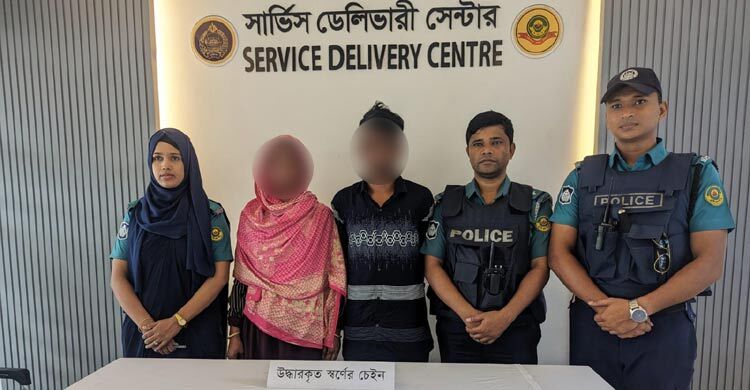 সার্ভিস ডেলিভারী সেন্টার
SERVICE DELIVERY CENTRE
POLICE
POLICE
উদ্ধারকৃত স্বর্ণের চেইন